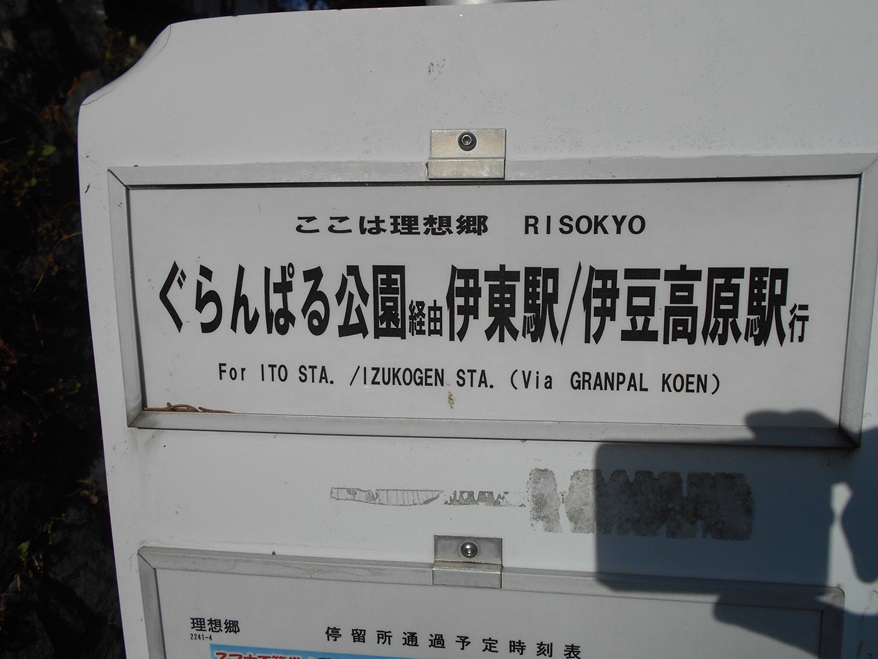 ここは理想郷 RISOKYO
ぐらんぱる公園経由伊東駅/伊豆高原駅行
For ITO STA. /IZUKOGEN STA. (Via GRANPAL KOEN)
理想郷
2241-4
停留所通過予定時刻表